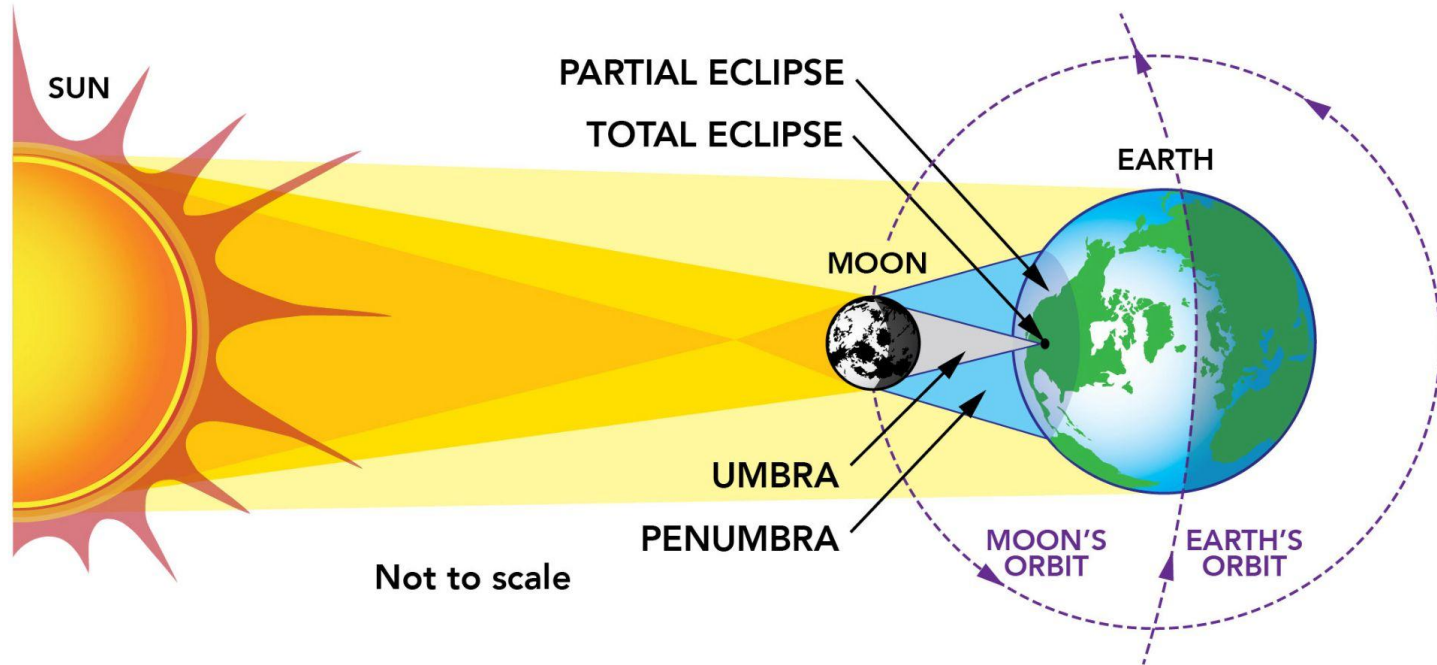 SUN
PARTIAL ECLIPSE
TOTAL ECLIPSE
EARTH
MOON
UMBRA
PENUMBRA
MOON'S
ORBIT
EARTH'S
ORBIT
Not to scale